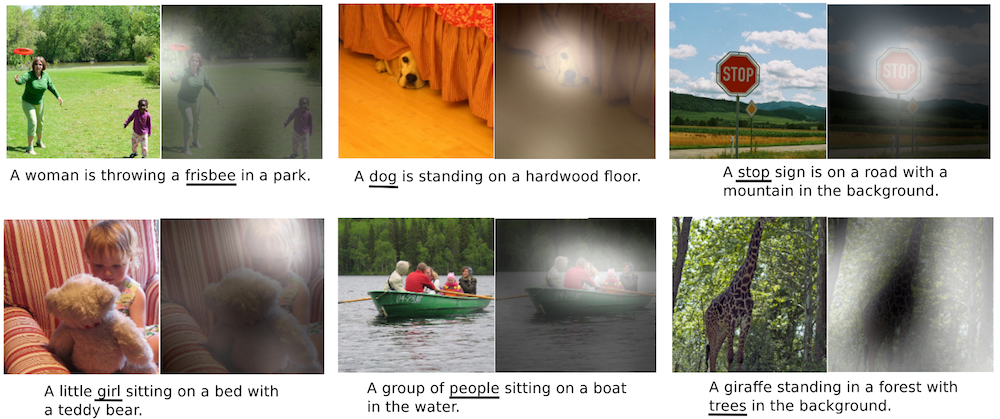 A woman is throwing a frisbee in a park.
A dog is standing on a hardwood floor.
STOP
STOP
A stop sign is on a road with a
mountain in the background.
A little girl sitting on a bed with
a teddy bear.
A group of people sitting on a boat
in the water.
A giraffe standing in a forest with
trees in the background.